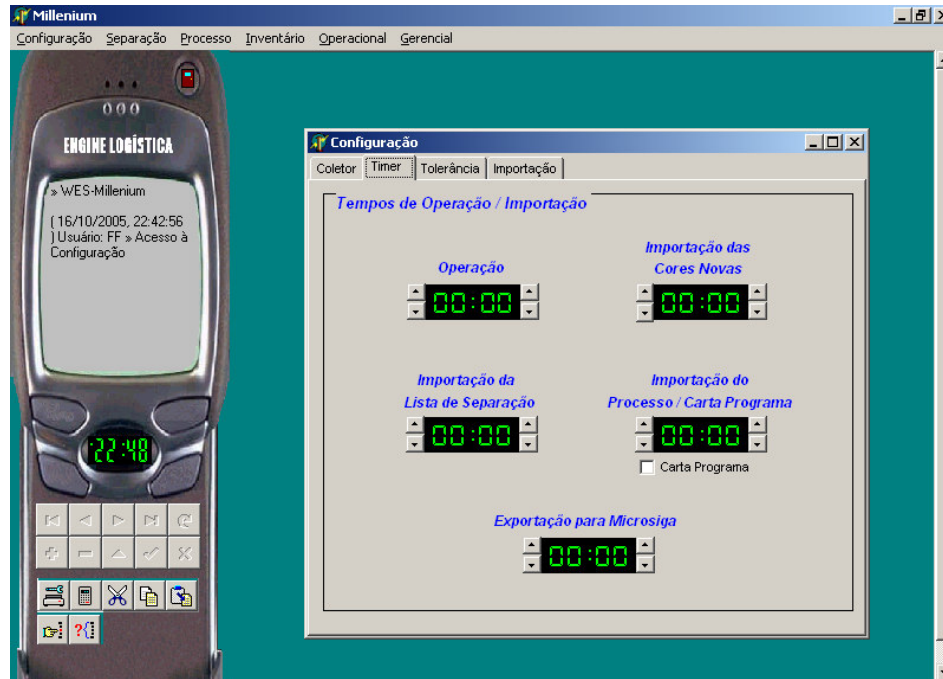 Millenium
Configuração Separação Processo Inventário Operacional Gerencial
ENGINE LOGÍSTICA
» WES-Millenium
( 16/10/2005, 22:42:56
) Usuário: FF » Acesso à
Configuração
22:48
Configuração
Coletor Timer Tolerância Importação
Tempos de Operação / Importação
Operação
00:00
Importação das
Cores Novas
00:00
Importação da
Lista de Separação
00:00
Importação do
Processo / Carta Programa
00:00
Carta Programa
Exportação para Microsiga
00:00